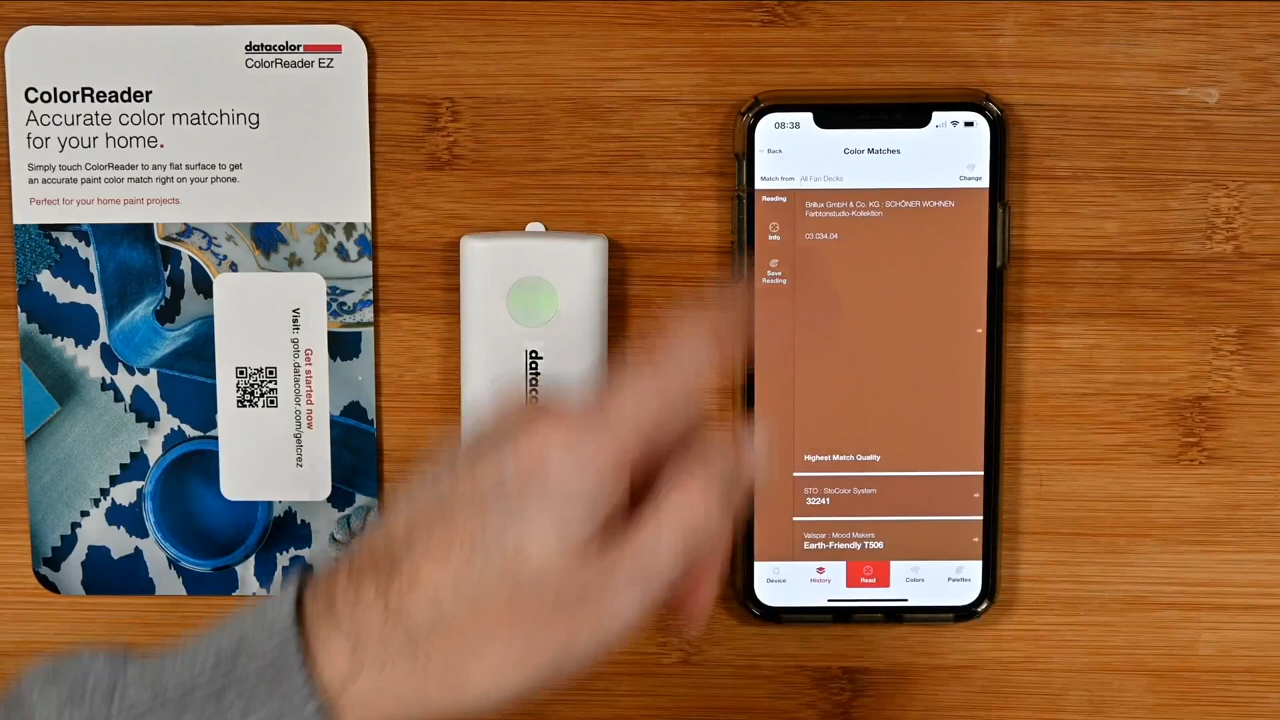 datacolor
ColorReader EZ
ColorReader
Accurate color matching
for your home.
Simply touch ColorReader to any flat surface to get
an accurate paint color match right on your phone.
Perfect for your home paint projects.
Get started now
Visit: goto.datacolor.com/getcrez
dataco
08:38
Back
Color Matches
Match from
All Fan Decks
Change
Reading
Info
Save
Reading
Brillux GmbH & Co. KG : SCHÖNER WOHNEN
Farbtonstudio-Kollektion
03.034.04
Highest Match Quality
STO : StoColor System
32241
Valspar : Mood Makers
Earth-Friendly T506
Device
History
Read
Colors
Palettes